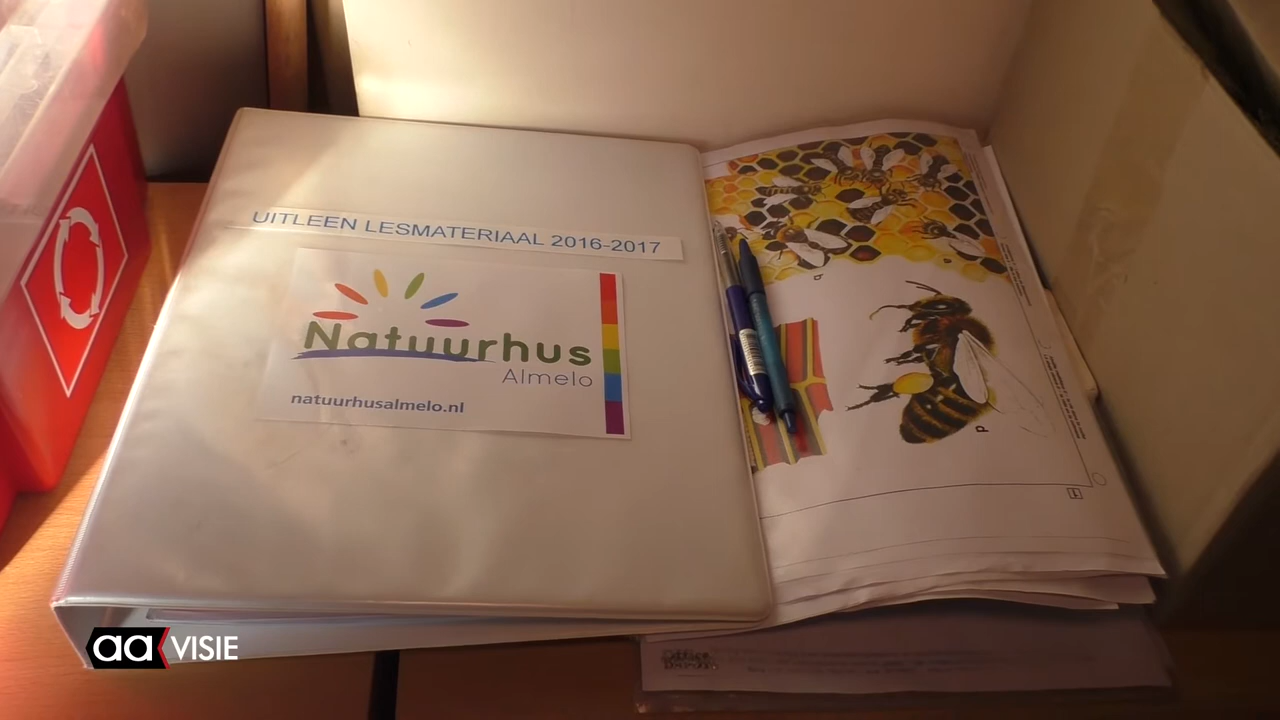 UITLEEN LESMATERIAAL 2016-2017
Natuurhus
Almelo
natuurhusalmelo.nl
q
d
aa VISIE